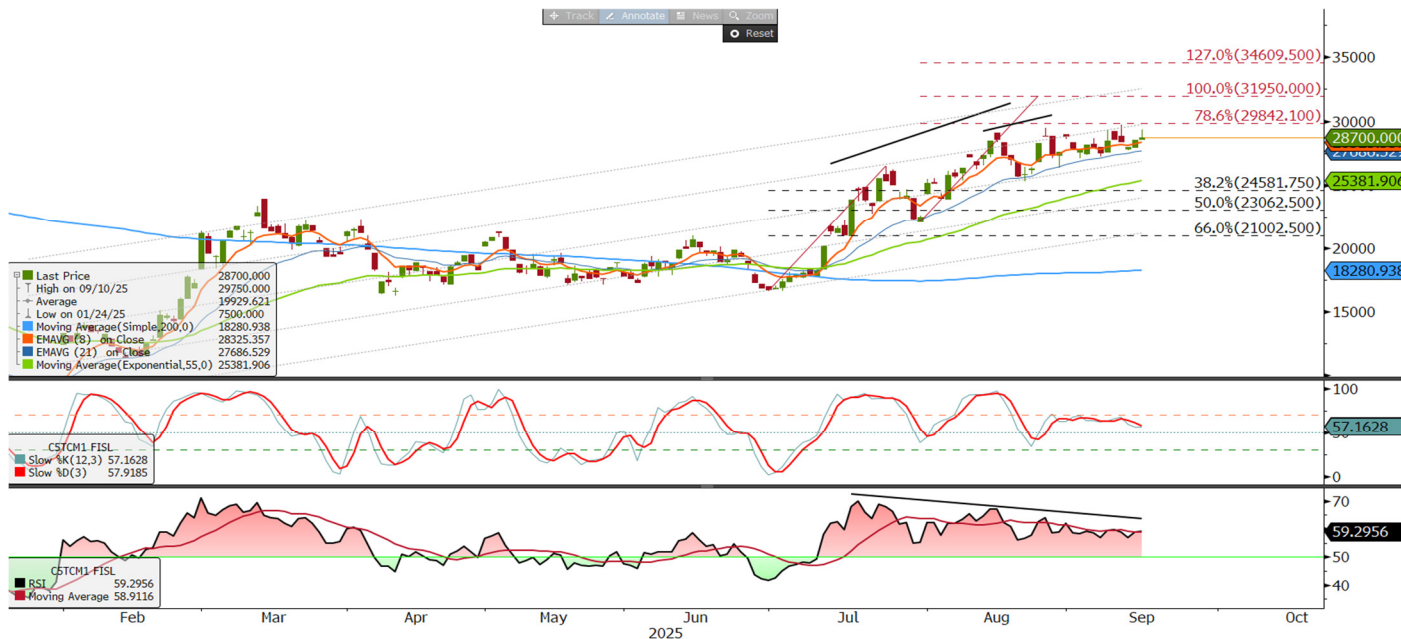 Track Annotate News Zoom
Reset
127.0%(34609.500)
100.0%(31950.000)
78.6%(29842.100)
38.2%(24581.750)
50.0%(23062.500)
66.0%(21002.500)
35000
30000
28700.000
27686.529
25381.906
20000
18280.938
15000
Last Price 28700.000
High on 09/10/25 29750.000
Average 19929.621
Low on 01/24/25 7500.000
Moving Average(Simple,200,0) 18280.938
EMAVG (8) on Close 28325.357
EMAVG (21) on Close 27686.529
Moving Average(Exponential,55,0) 25381.906
100
57.1628
50
0
CSTCM1 FISL
Slow %K(12,3) 57.1628
Slow %D(3) 57.9185
70
59.2956
50
40
CSTCM1 FISL
RSI 59.2956
Moving Average 58.9116
Feb Mar Apr May Jun Jul Aug Sep Oct
2025